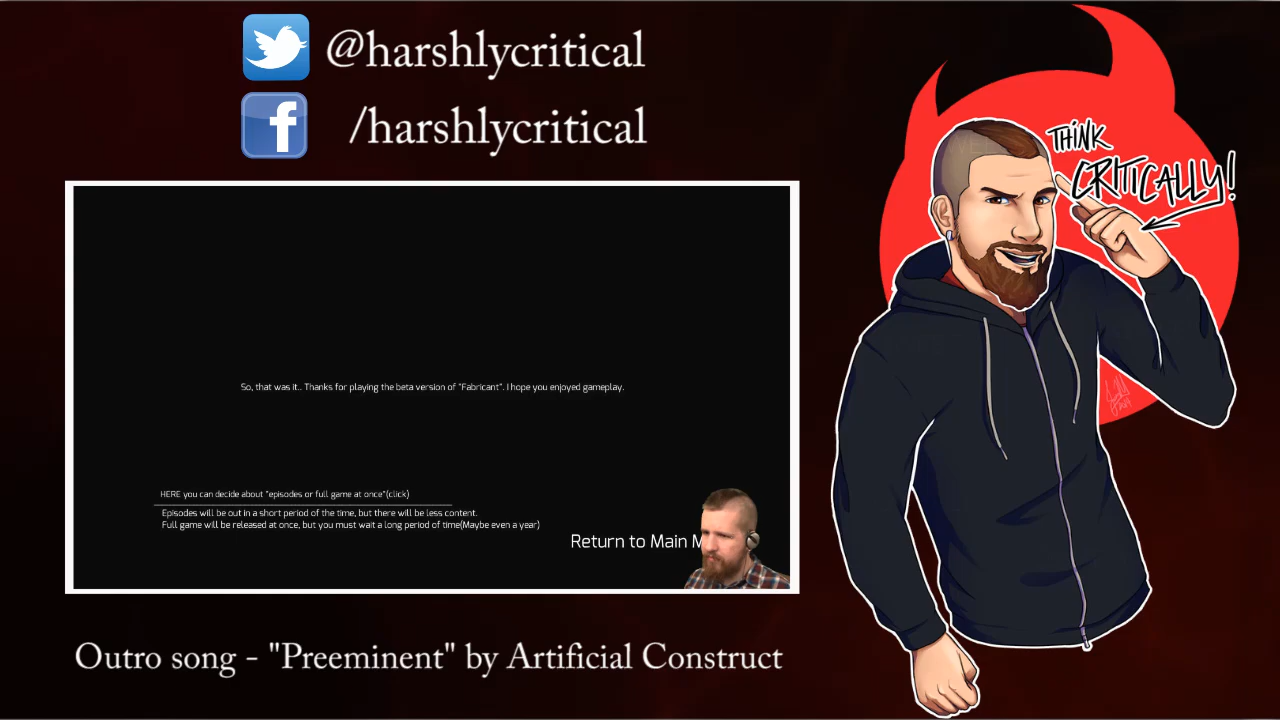 @harshlycritical
/harshlycritical
THINK
CRITICALLY!
So, that was it.. Thanks for playing the beta version of "Fabricant". I hope you enjoyed gameplay.
HERE you can decide about "episodes or full game at once"(click)
Episodes will be out in a short period of the time, but there will be less content.
Full game will be released at once, but you must wait a long period of time(Maybe even a year)
Return to Main M
Outro song - "Preeminent" by Artificial Construct